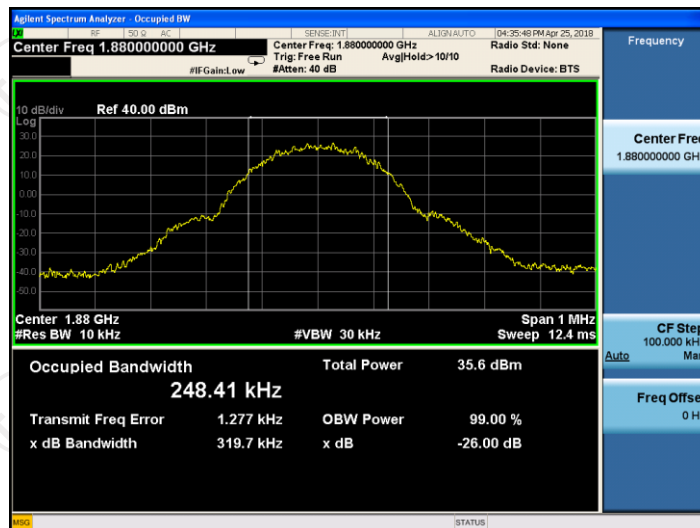 Agilent Spectrum Analyzer - Occupied BW
RF 50 Ω AC SENSE:INT ALIGN AUTO 04:35:48 PM Apr 25, 2018
Center Freq 1.880000000 GHz
Center Freq: 1.880000000 GHz
Radio Std: None
Trig: Free Run Avg|Hold:> 10/10
#IFGain:Low #Atten: 40 dB Radio Device: BTS
10 dB/div Ref 40.00 dBm
Log
30.0
20.0
10.0
0.00
-10.0
-20.0
-30.0
-40.0
-50.0
Center 1.88 GHz Span 1 MHz
#Res BW 10 kHz #VBW 30 kHz Sweep 12.4 ms
Occupied Bandwidth Total Power 35.6 dBm
248.41 kHz
Transmit Freq Error 1.277 kHz OBW Power 99.00 %
x dB Bandwidth 319.7 kHz x dB -26.00 dB
MSG STATUS
Frequency
Center Fre
1.880000000 GH
CF Step
100.000 kH
Auto Ma
Freq Offse
0 H